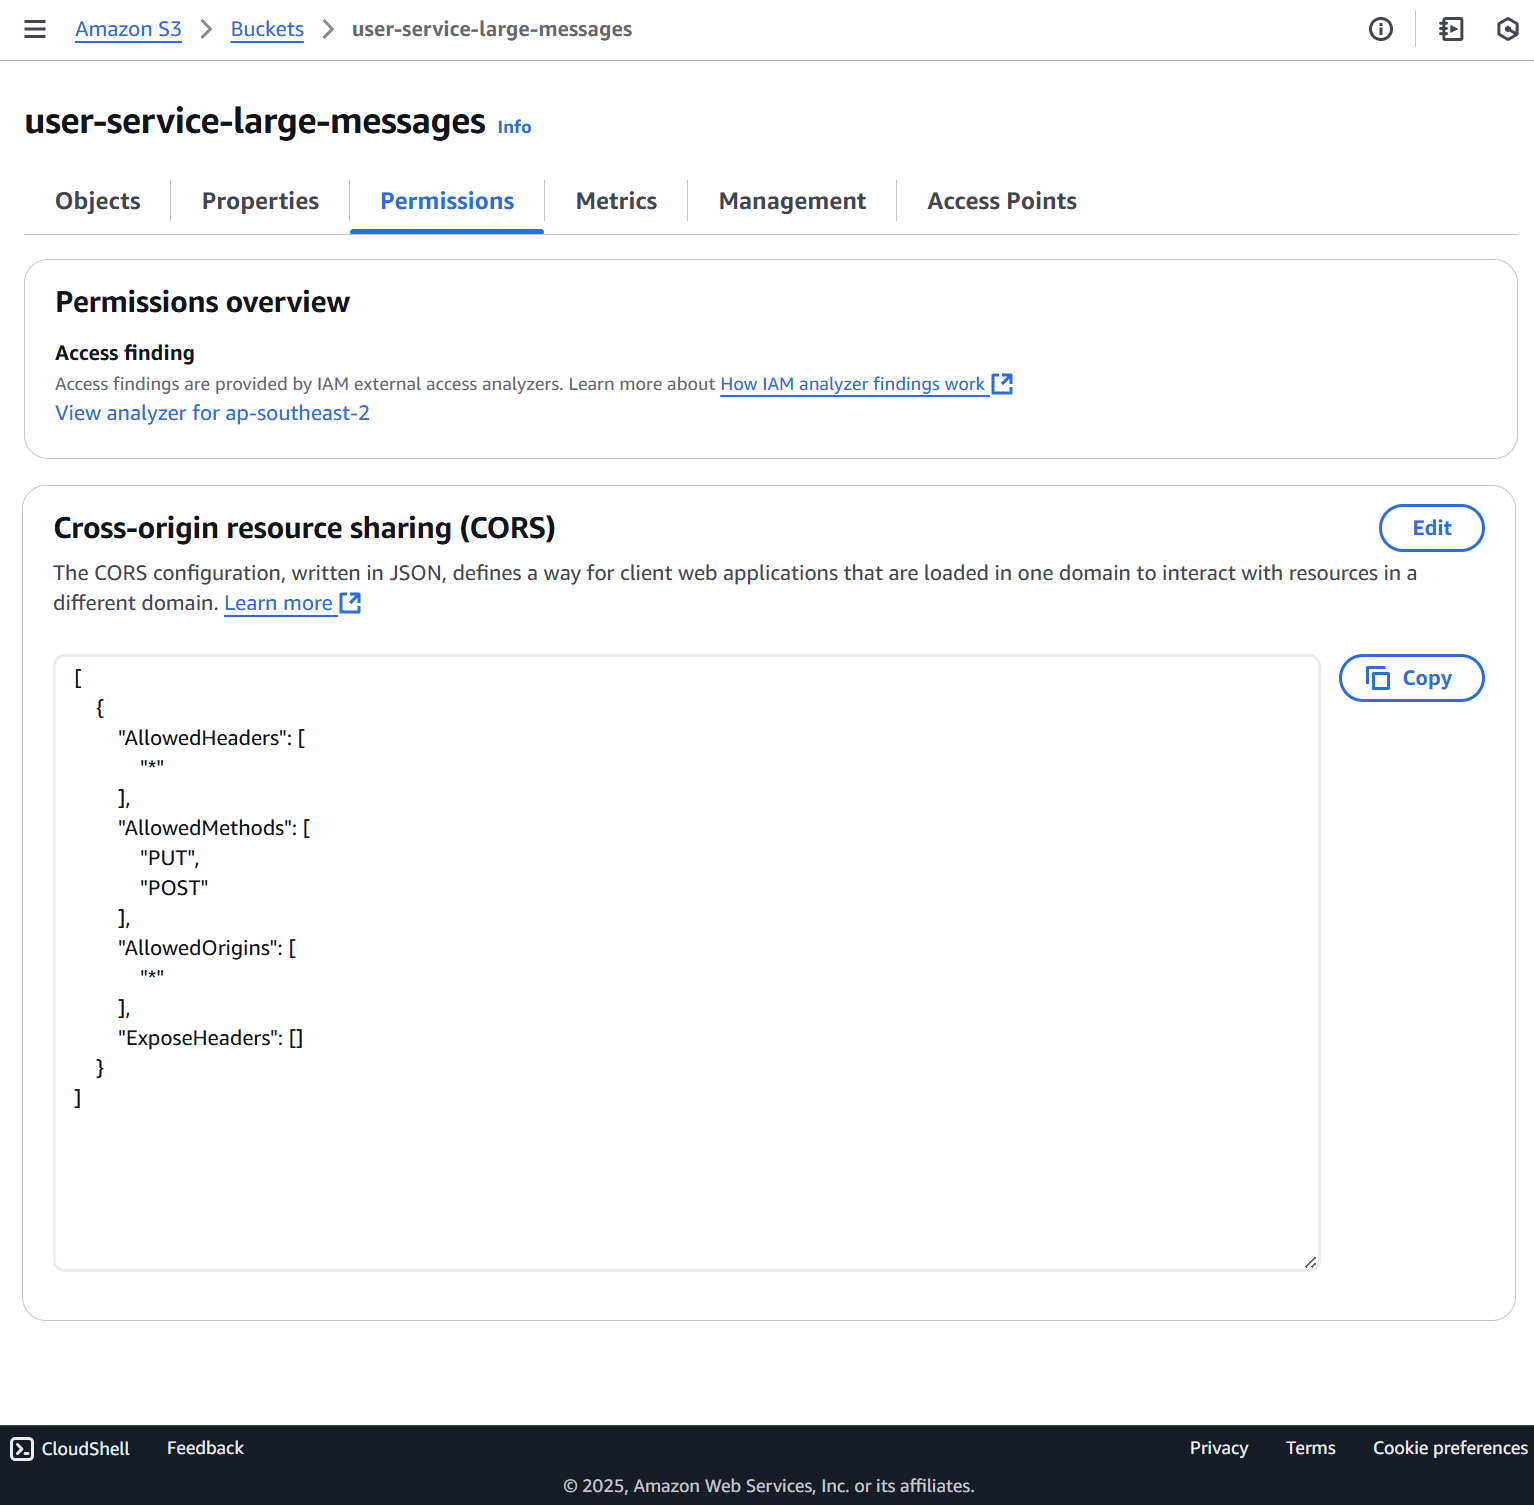 Amazon S3 > Buckets > user-service-large-messages
user-service-large-messages Info
Objects Properties Permissions Metrics Management Access Points
Permissions overview
Access finding
Access findings are provided by IAM external access analyzers. Learn more about How IAM analyzer findings work
View analyzer for ap-southeast-2
Cross-origin resource sharing (CORS)
Edit
The CORS configuration, written in JSON, defines a way for client web applications that are loaded in one domain to interact with resources in a
different domain. Learn more
Copy
[
    {
        "AllowedHeaders": [
            "*"
        ],
        "AllowedMethods": [
            "PUT",
            "POST"
        ],
        "AllowedOrigins": [
            "*"
        ],
        "ExposeHeaders": []
    }
]
CloudShell Feedback Privacy Terms Cookie preferences
© 2025, Amazon Web Services, Inc. or its affiliates.